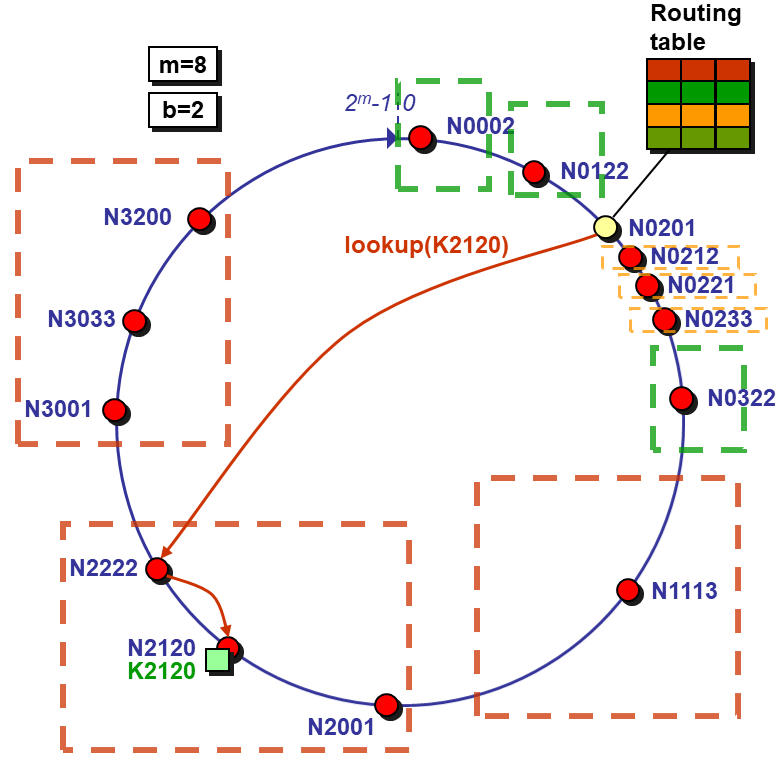 Routing
table
m=8
b=2
2^m-1 0
N0002
N0122
N3200
N0201
lookup(K2120)
N0212
N0221
N3033
N0233
N3001
N0322
N2222
N1113
N2120
K2120
N2001